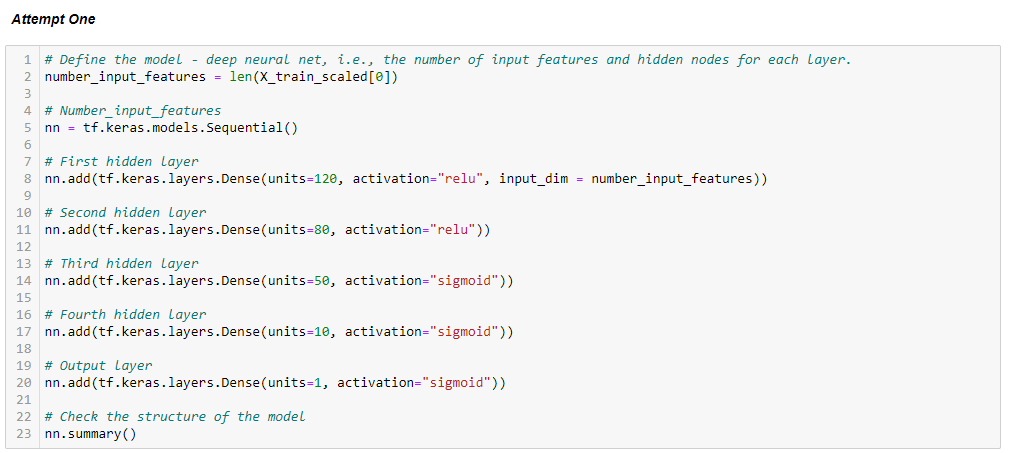 Attempt One
1 # Define the model - deep neural net, i.e., the number of input features and hidden nodes for each layer.
2 number_input_features = len(X_train_scaled[0])
3
4 # Number_input_features
5 nn = tf.keras.models.Sequential()
6
7 # First hidden layer
8 nn.add(tf.keras.layers.Dense(units=120, activation="relu", input_dim = number_input_features))
9
10 # Second hidden layer
11 nn.add(tf.keras.layers.Dense(units=80, activation="relu"))
12
13 # Third hidden layer
14 nn.add(tf.keras.layers.Dense(units=50, activation="sigmoid"))
15
16 # Fourth hidden layer
17 nn.add(tf.keras.layers.Dense(units=10, activation="sigmoid"))
18
19 # Output layer
20 nn.add(tf.keras.layers.Dense(units=1, activation="sigmoid"))
21
22 # Check the structure of the model
23 nn.summary()